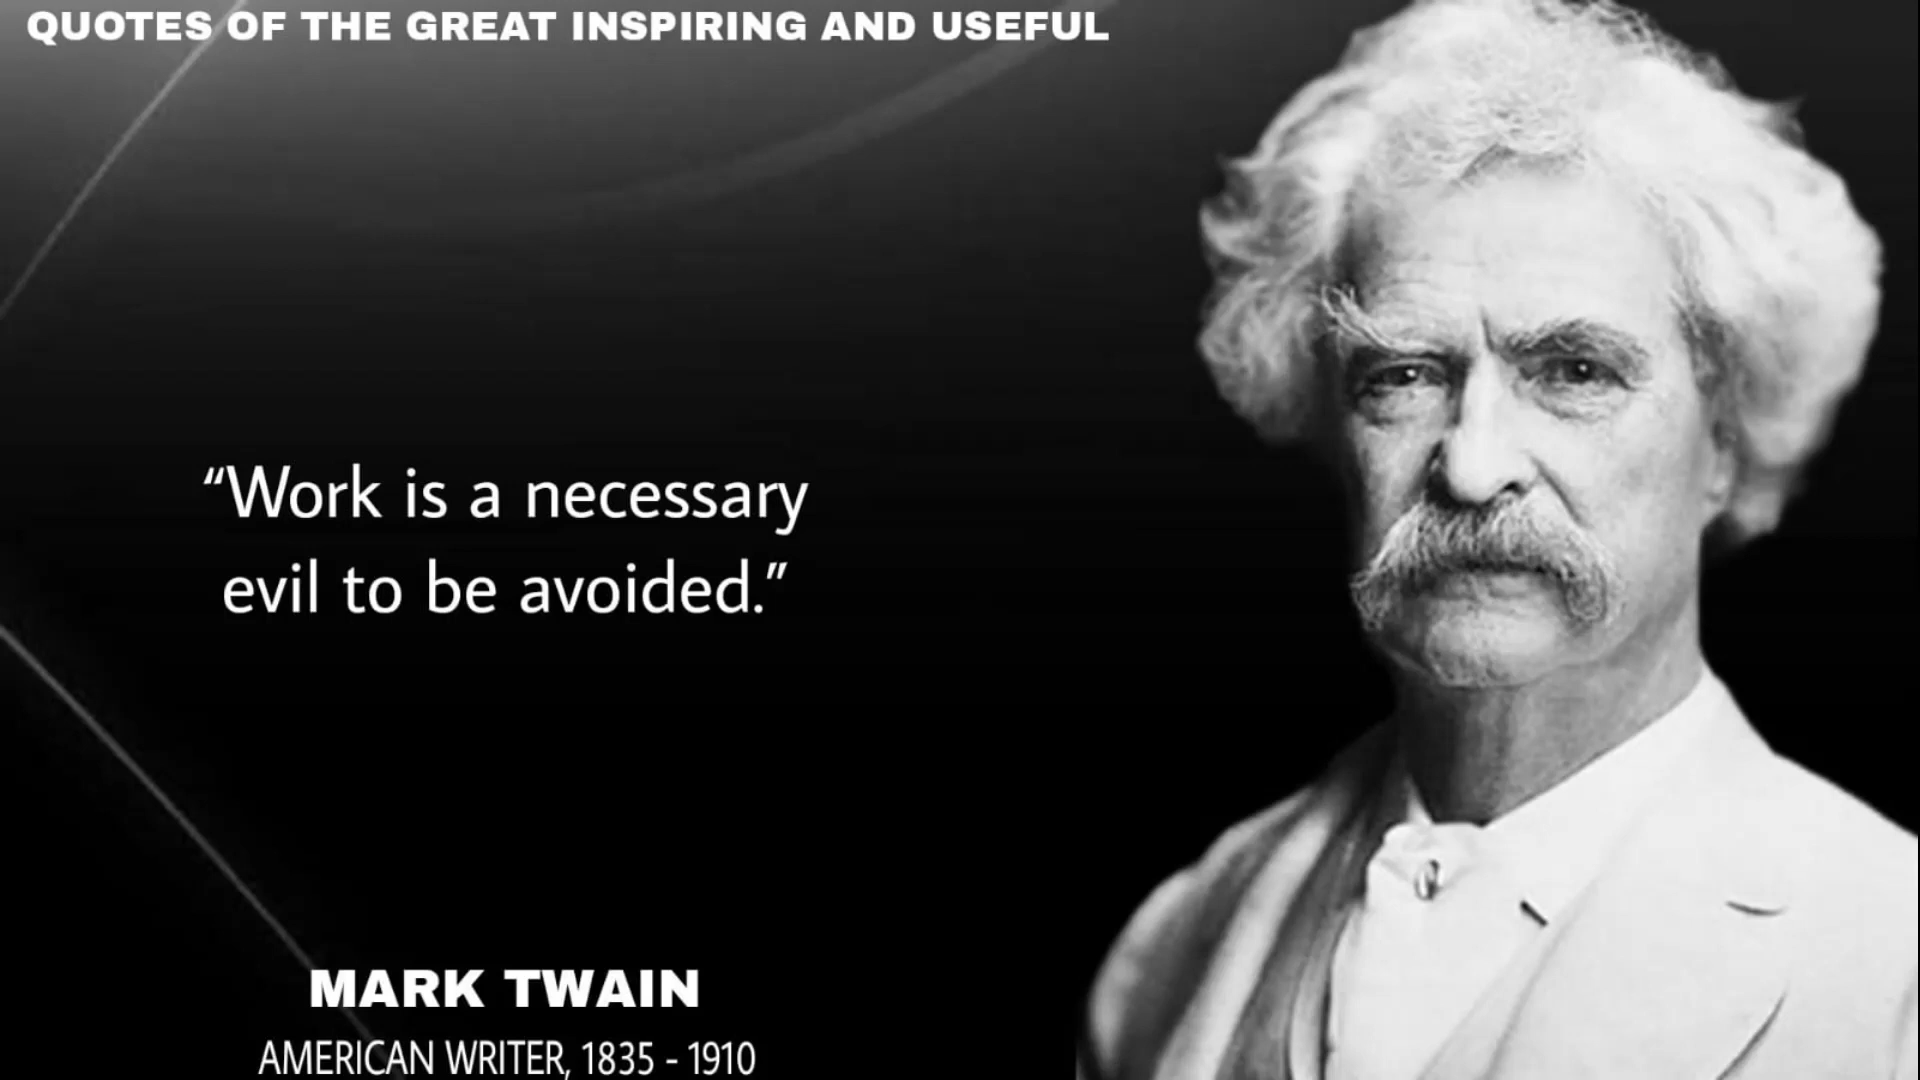 QUOTES OF THE GREAT INSPIRING AND USEFUL
“Work is a necessary
evil to be avoided.”
MARK TWAIN
AMERICAN WRITER, 1835 - 1910